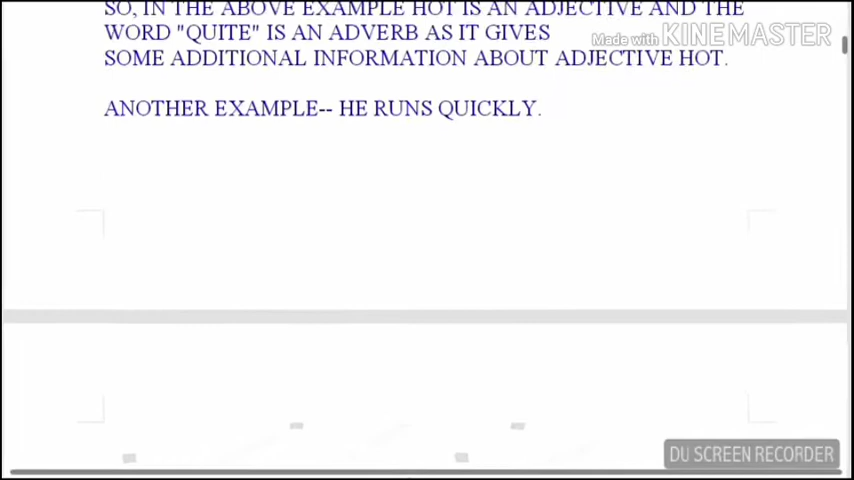 SO, IN THE ABOVE EXAMPLE HOT IS AN ADJECTIVE AND THE
WORD "QUITE" IS AN ADVERB AS IT GIVES
SOME ADDITIONAL INFORMATION ABOUT ADJECTIVE HOT.
ANOTHER EXAMPLE-- HE RUNS QUICKLY.
Made with KINEMASTER
DU SCREEN RECORDER